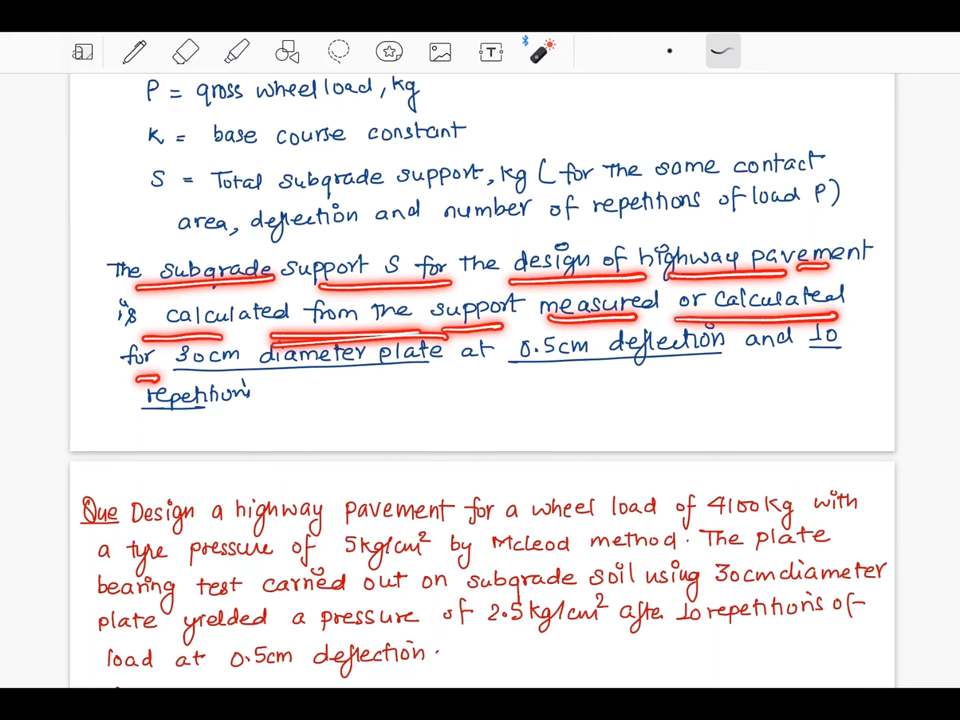 P = gross wheel load, kg
K = base course constant
S = Total subgrade support, kg ( for the same contact
area, deflection and number of repetitions of load P)
The subgrade support S for the design of highway pavement
is calculated from the support measured or calculated
for 30cm diameter plate at 0.5cm deflection and 10
repetitions
Que Design a highway pavement for a wheel load of 4100kg with
a tyre pressure of 5kg/cm² by McLeod method. The plate
bearing test carried out on subgrade soil using 30cm diameter
plate yielded a pressure of 2.5kg/cm² after 10 repetitions of
load at 0.5cm deflection.